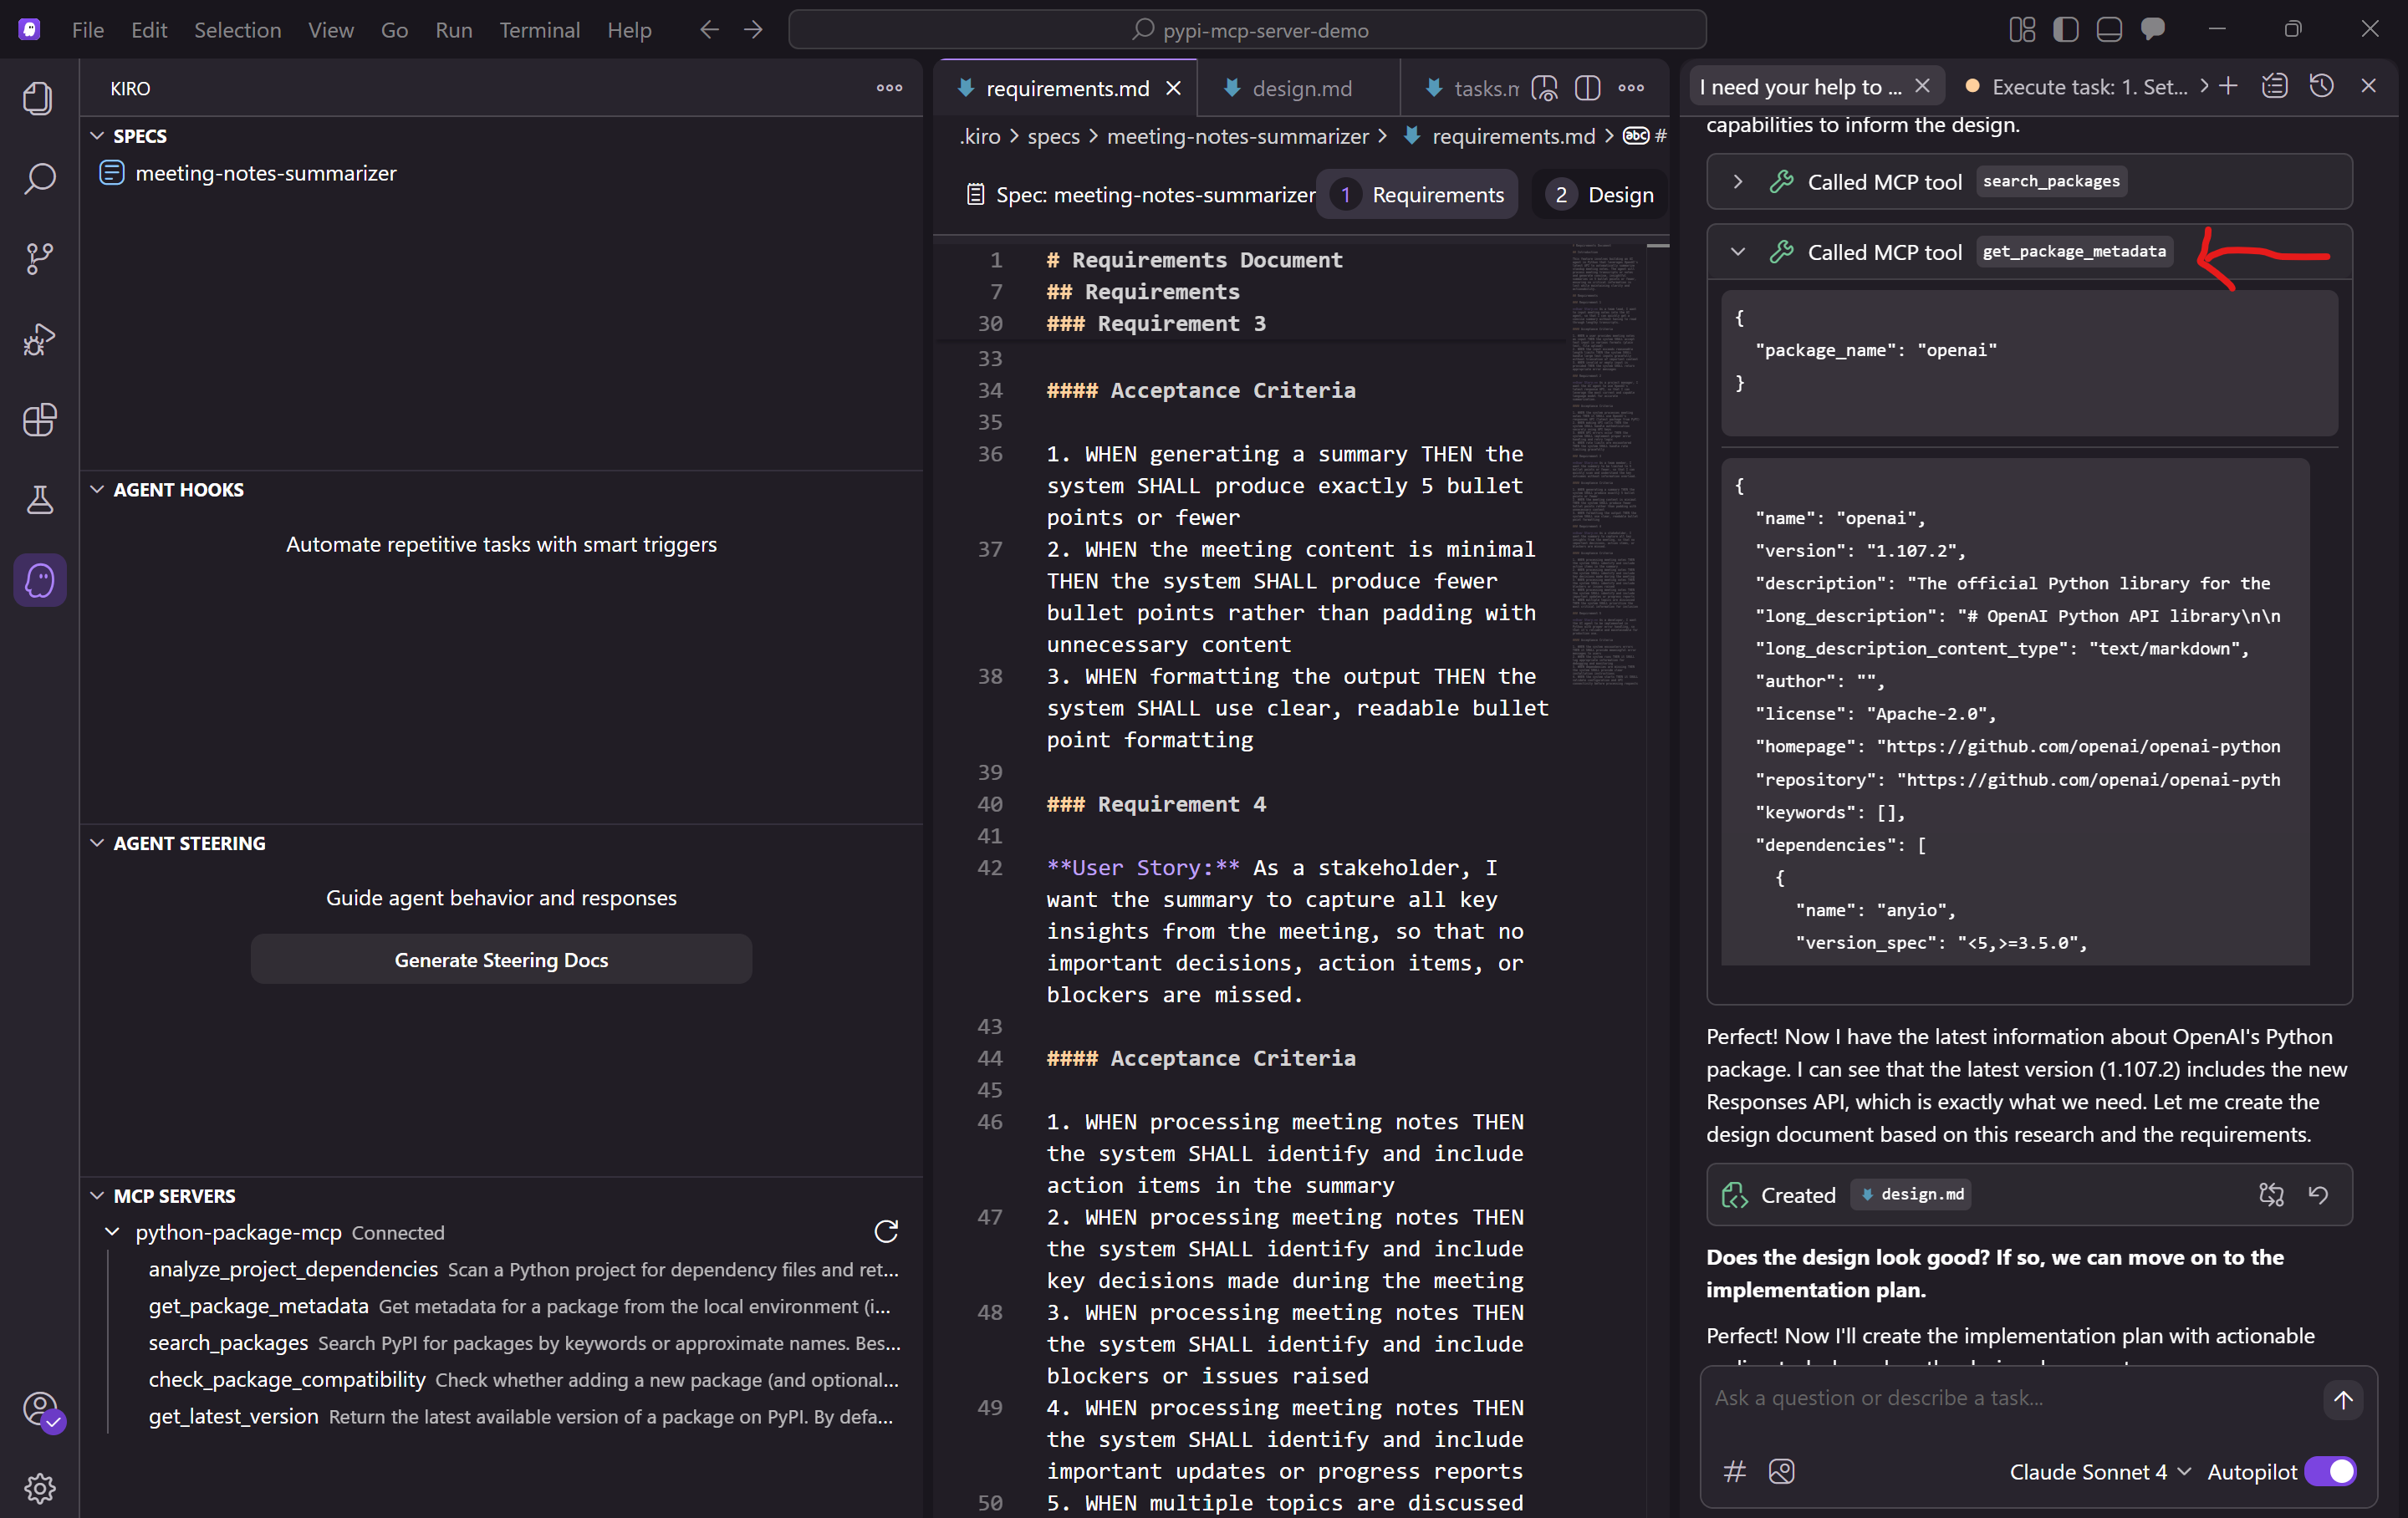 File Edit Selection View Go Run Terminal Help
pypi-mcp-server-demo
KIRO
SPECS
meeting-notes-summarizer
AGENT HOOKS
Automate repetitive tasks with smart triggers
AGENT STEERING
Guide agent behavior and responses
Generate Steering Docs
MCP SERVERS
python-package-mcp Connected
analyze_project_dependencies Scan a Python project for dependency files and ret...
get_package_metadata Get metadata for a package from the local environment (i...
search_packages Search PyPI for packages by keywords or approximate names. Bes...
check_package_compatibility Check whether adding a new package (and optional...
get_latest_version Return the latest available version of a package on PyPI. By defa...
requirements.md design.md tasks.m
.kiro > specs > meeting-notes-summarizer > requirements.md > abc #
Spec: meeting-notes-summarizer 1 Requirements 2 Design
1 # Requirements Document
7 ## Requirements
30 ### Requirement 3
33
34 #### Acceptance Criteria
35
36 1. WHEN generating a summary THEN the
system SHALL produce exactly 5 bullet
points or fewer
37 2. WHEN the meeting content is minimal
THEN the system SHALL produce fewer
bullet points rather than padding with
unnecessary content
38 3. WHEN formatting the output THEN the
system SHALL use clear, readable bullet
point formatting
39
40 ### Requirement 4
41
42 **User Story:** As a stakeholder, I
want the summary to capture all key
insights from the meeting, so that no
important decisions, action items, or
blockers are missed.
43
44 #### Acceptance Criteria
45
46 1. WHEN processing meeting notes THEN
the system SHALL identify and include
action items in the summary
47 2. WHEN processing meeting notes THEN
the system SHALL identify and include
key decisions made during the meeting
48 3. WHEN processing meeting notes THEN
the system SHALL identify and include
blockers or issues raised
49 4. WHEN processing meeting notes THEN
the system SHALL identify and include
important updates or progress reports
50 5. WHEN multiple topics are discussed
I need your help to ... Execute task: 1. Set...
capabilities to inform the design.
Called MCP tool search_packages
Called MCP tool get_package_metadata
{
"package_name": "openai"
}
{
"name": "openai",
"version": "1.107.2",
"description": "The official Python library for the
"long_description": "# OpenAI Python API library\n\n
"long_description_content_type": "text/markdown",
"author": "",
"license": "Apache-2.0",
"homepage": "https://github.com/openai/openai-python
"repository": "https://github.com/openai/openai-pyth
"keywords": [],
"dependencies": [
{
"name": "anyio",
"version_spec": "<5,>=3.5.0",
Perfect! Now I have the latest information about OpenAI's Python
package. I can see that the latest version (1.107.2) includes the new
Responses API, which is exactly what we need. Let me create the
design document based on this research and the requirements.
Created design.md
Does the design look good? If so, we can move on to the
implementation plan.
Perfect! Now I'll create the implementation plan with actionable
Ask a question or describe a task...
# Claude Sonnet 4 Autopilot